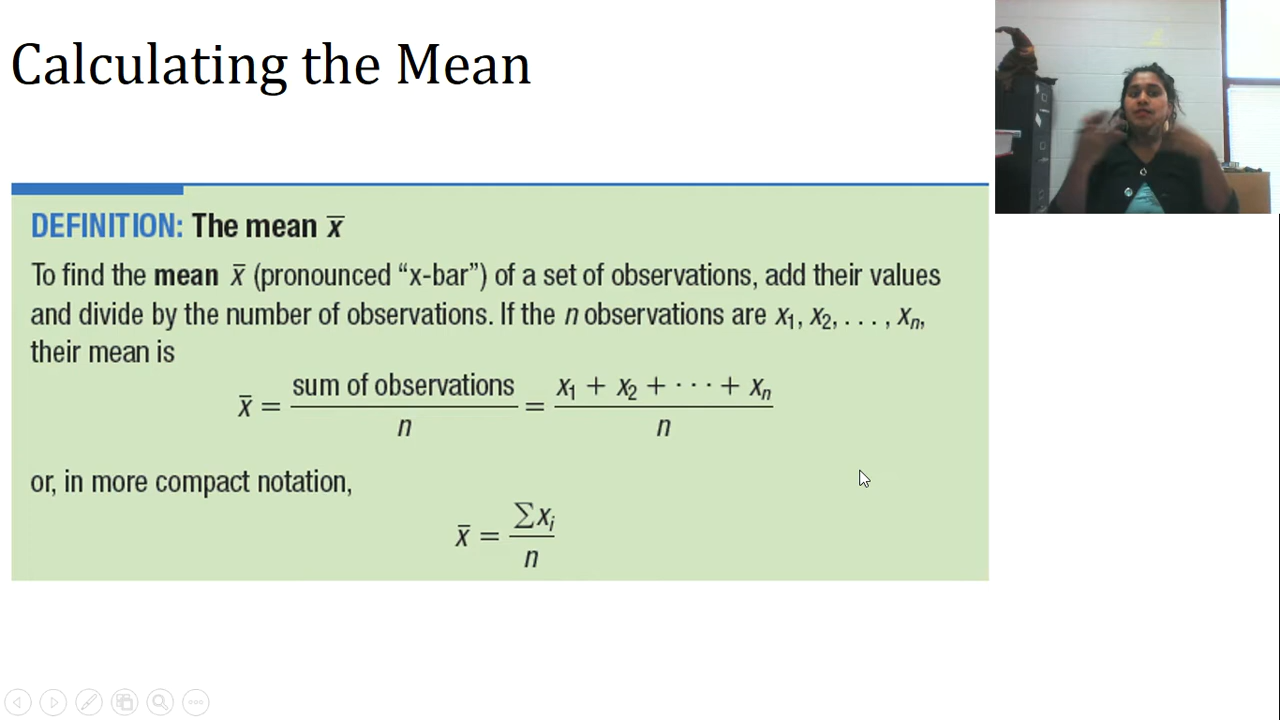 Calculating the Mean
DEFINITION: The mean x̄
To find the mean x̄ (pronounced “x-bar”) of a set of observations, add their values
and divide by the number of observations. If the n observations are x₁, x₂, . . . , xₙ,
their mean is
x̄ = sum of observations / n = x₁ + x₂ + · · · + xₙ / n
or, in more compact notation,
x̄ = ∑xᵢ / n